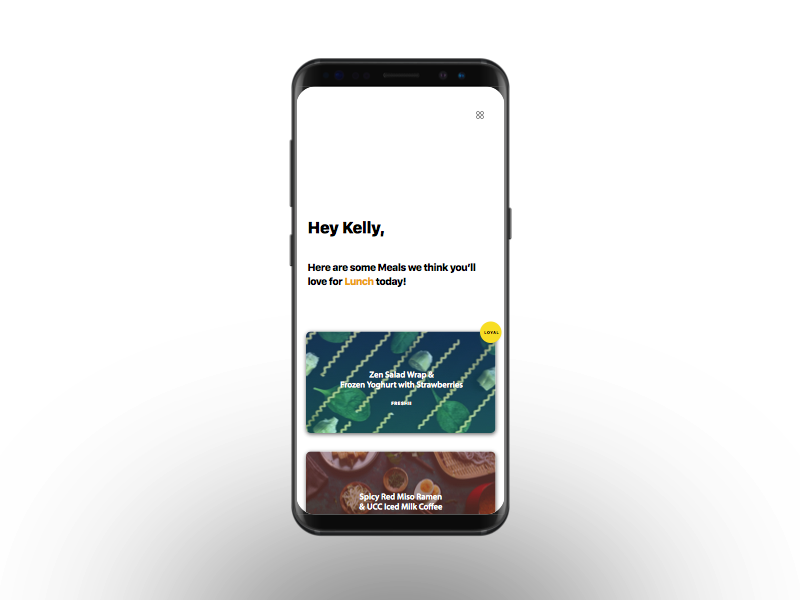 Hey Kelly,
Here are some Meals we think you'll
love for Lunch today!
LOYAL
Zen Salad Wrap &
Frozen Yoghurt with Strawberries
FRESHII
Spicy Red Miso Ramen
& UCC Iced Milk Coffee